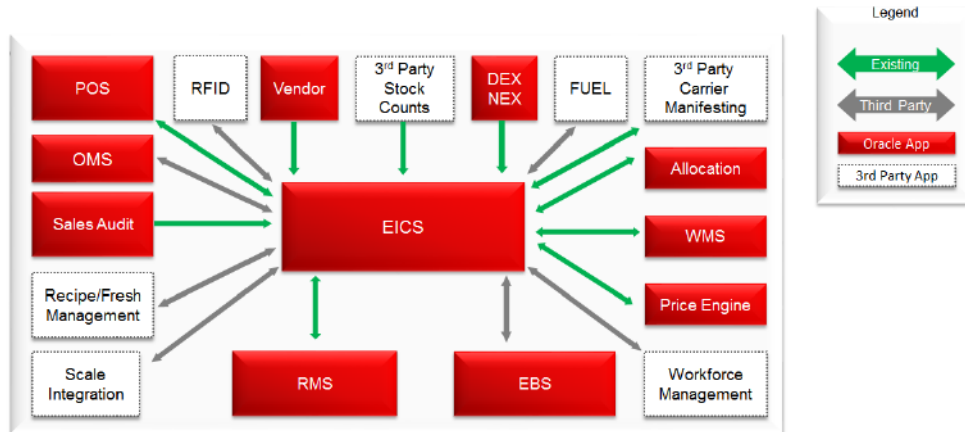 Legend
Existing
Third Party
Oracle App
3rd Party App
POS
RFID
Vendor
3rd Party
Stock
Counts
DEX
NEX
FUEL
3rd Party
Carrier
Manifesting
OMS
Allocation
Sales Audit
EICS
WMS
Recipe/Fresh
Management
Price Engine
Scale
Integration
RMS
EBS
Workforce
Management